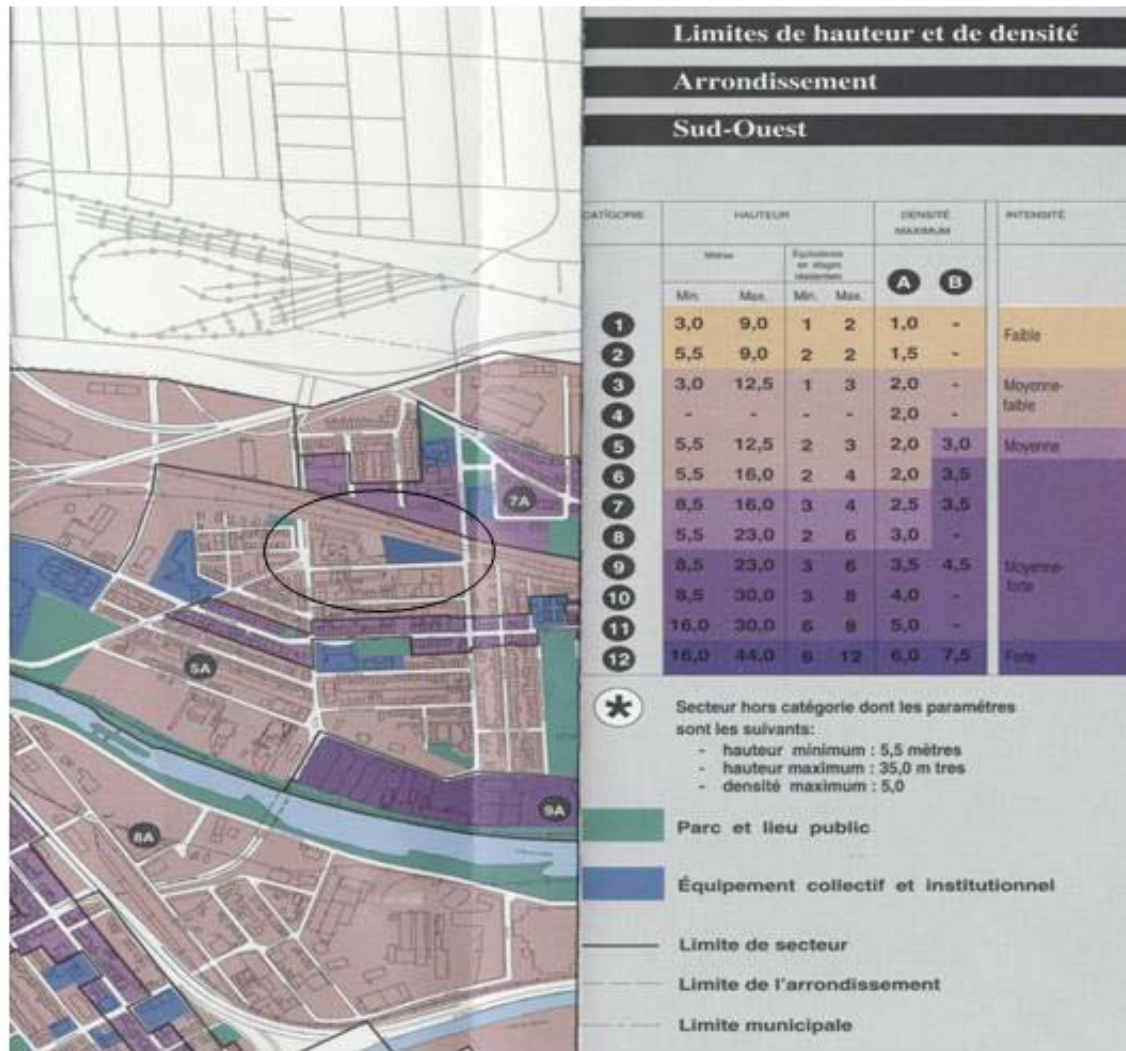 Limites de hauteur et de densité
Arrondissement
Sud-Ouest
CATÍGORIE HAUTEUR DENSITÉ MAXIMUM INTENSITÉ
Mètres Équivalence en étages résidentiels A B
Min. Max. Min. Max.
1 3,0 9,0 1 2 1,0 - Faible
2 5,5 9,0 2 2 1,5 -
3 3,0 12,5 1 3 2,0 - Moyenne-
4 - - - - 2,0 - faible
5 5,5 12,5 2 3 2,0 3,0 Moyenne
6 5,5 16,0 2 4 2,0 3,5
7 8,5 16,0 3 4 2,5 3,5
8 5,5 23,0 2 6 3,0 -
9 8,5 23,0 3 6 3,5 4,5 Moyenne-
10 8,5 30,0 3 8 4,0 - forte
11 16,0 30,0 6 8 5,0 -
12 16,0 44,0 6 12 6,0 7,5 Forte
* Secteur hors catégorie dont les paramètres
sont les suivants:
- hauteur minimum : 5,5 mètres
- hauteur maximum : 35,0 m tres
- densité maximum : 5,0
Parc et lieu public
Équipement collectif et institutionnel
Limite de secteur
Limite de l'arrondissement
Limite municipale
7A
5A
9A
6A